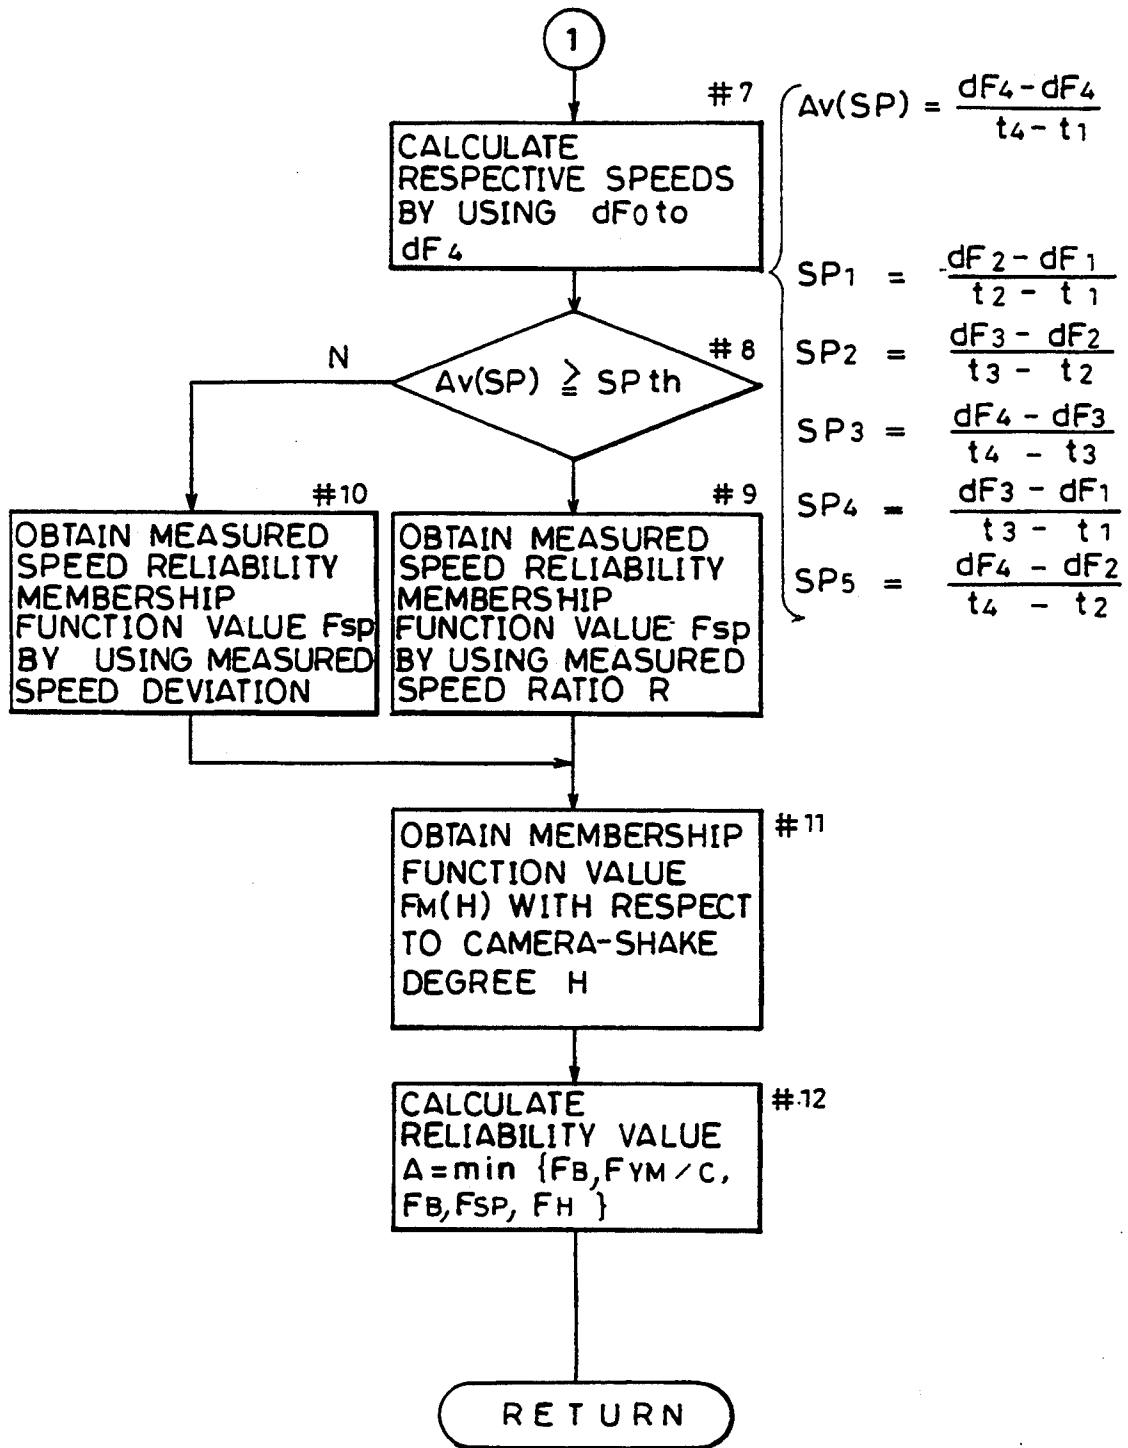 1
#7
CALCULATE
RESPECTIVE SPEEDS
BY USING dF0 to
dF4
Av(SP) = dF4 - dF4 / t4 - t1
SP1 = dF2 - dF1 / t2 - t1
SP2 = dF3 - dF2 / t3 - t2
SP3 = dF4 - dF3 / t4 - t3
SP4 = dF3 - dF1 / t3 - t1
SP5 = dF4 - dF2 / t4 - t2
#8
Av(SP) ≧ SPth
N
#10
OBTAIN MEASURED
SPEED RELIABILITY
MEMBERSHIP
FUNCTION VALUE Fsp
BY USING MEASURED
SPEED DEVIATION
#9
OBTAIN MEASURED
SPEED RELIABILITY
MEMBERSHIP
FUNCTION VALUE Fsp
BY USING MEASURED
SPEED RATIO R
#11
OBTAIN MEMBERSHIP
FUNCTION VALUE
FM(H) WITH RESPECT
TO CAMERA-SHAKE
DEGREE H
#12
CALCULATE
RELIABILITY VALUE
A=min {FB,FYM/C,
FB,FSP, FH }
RETURN